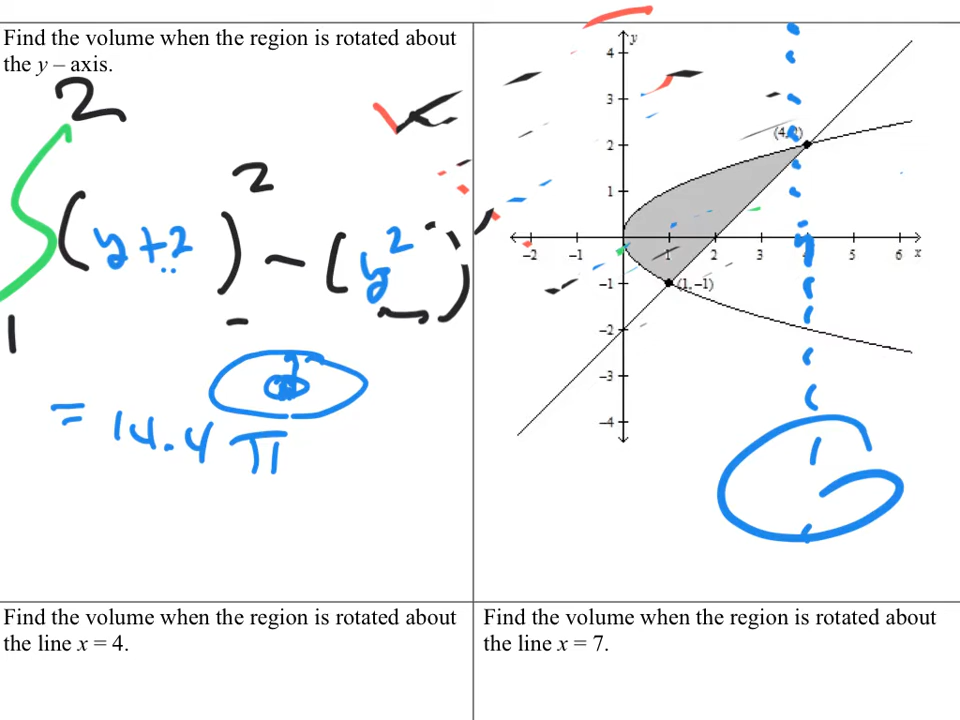 Find the volume when the region is rotated about
the y – axis.
2
(y+2)² − (y²)
1
= 14.4 π
y
4
3
2
1
-1
-2
-3
-4
-2 -1 1 2 3 5 6 x
(1,-1)
Find the volume when the region is rotated about
the line x = 4.
Find the volume when the region is rotated about
the line x = 7.